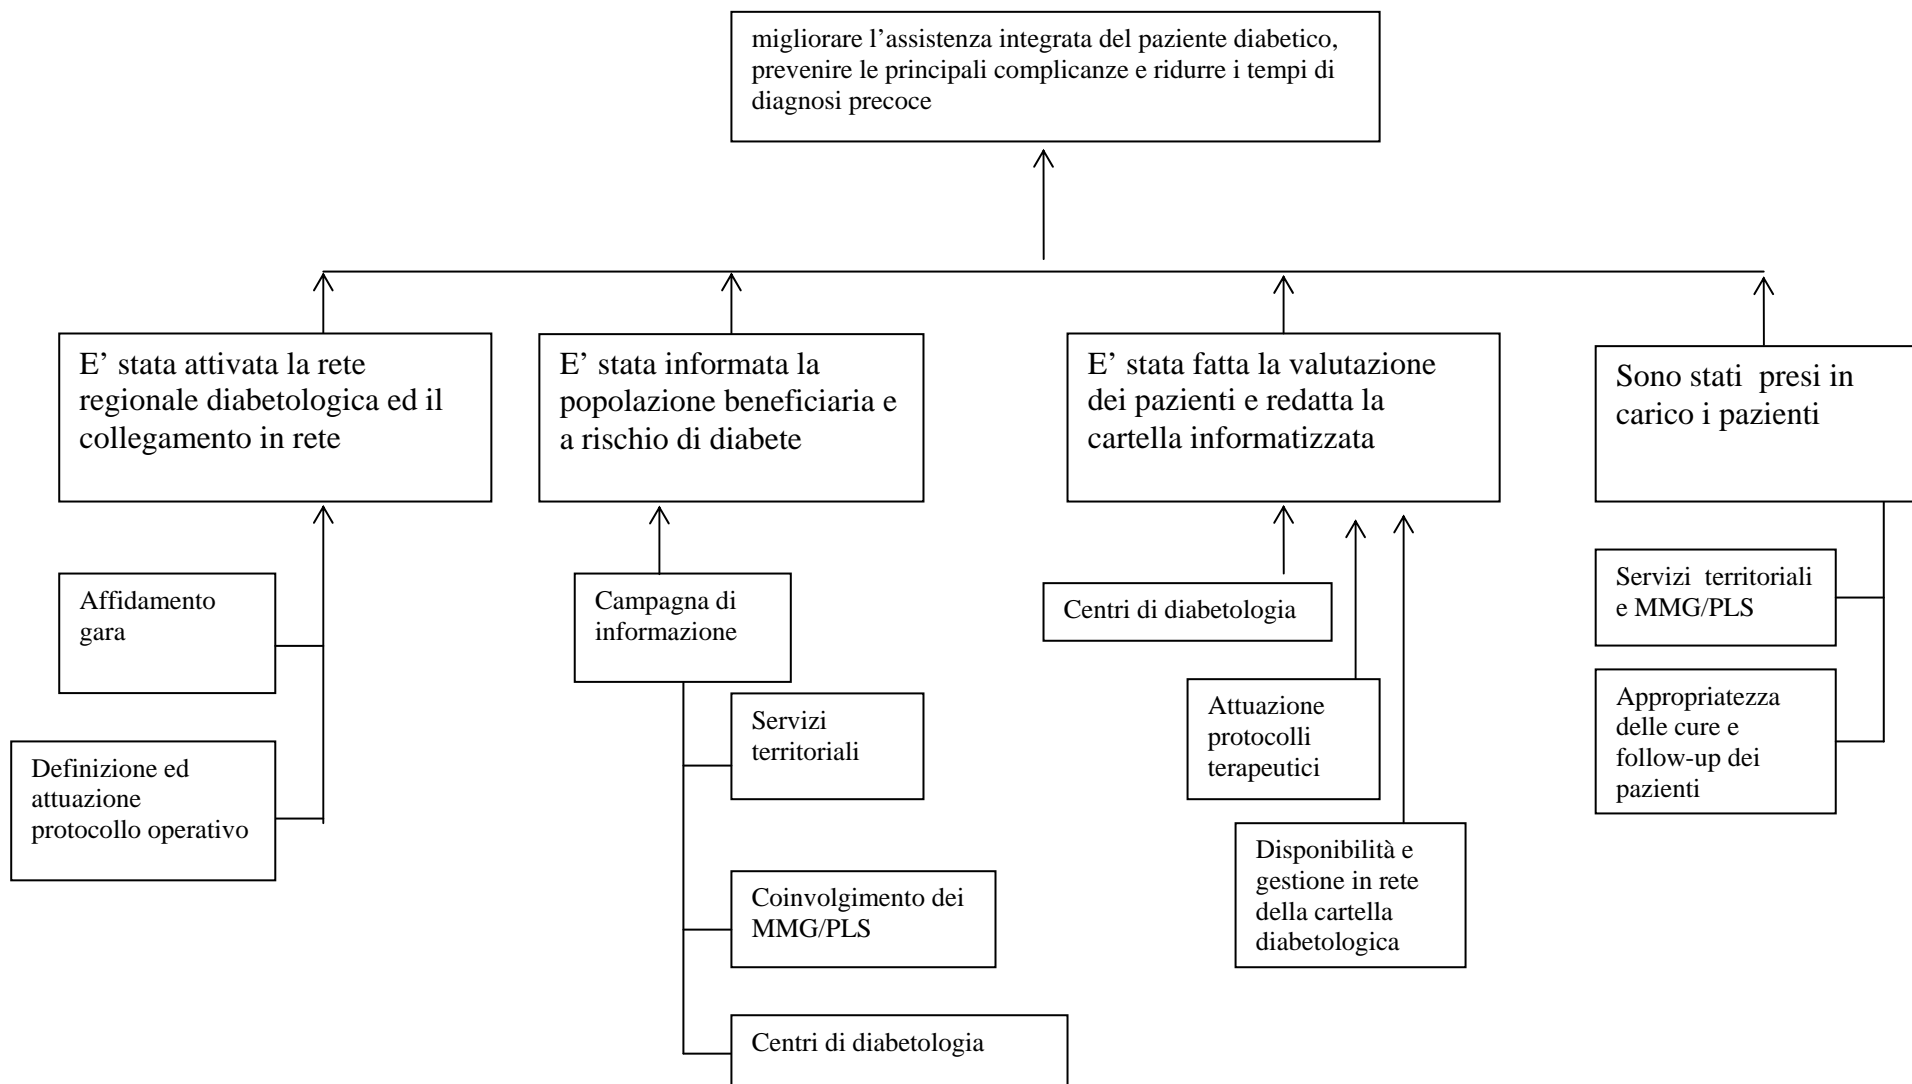 migliorare l’assistenza integrata del paziente diabetico,
prevenire le principali complicanze e ridurre i tempi di
diagnosi precoce
E’ stata attivata la rete
regionale diabetologica ed il
collegamento in rete
E’ stata informata la
popolazione beneficiaria e
a rischio di diabete
E’ stata fatta la valutazione
dei pazienti e redatta la
cartella informatizzata
Sono stati presi in
carico i pazienti
Affidamento
gara
Definizione ed
attuazione
protocollo operativo
Campagna di
informazione
Servizi
territoriali
Coinvolgimento dei
MMG/PLS
Centri di diabetologia
Centri di diabetologia
Attuazione
protocolli
terapeutici
Disponibilità e
gestione in rete
della cartella
diabetologica
Servizi territoriali
e MMG/PLS
Appropriatezza
delle cure e
follow-up dei
pazienti